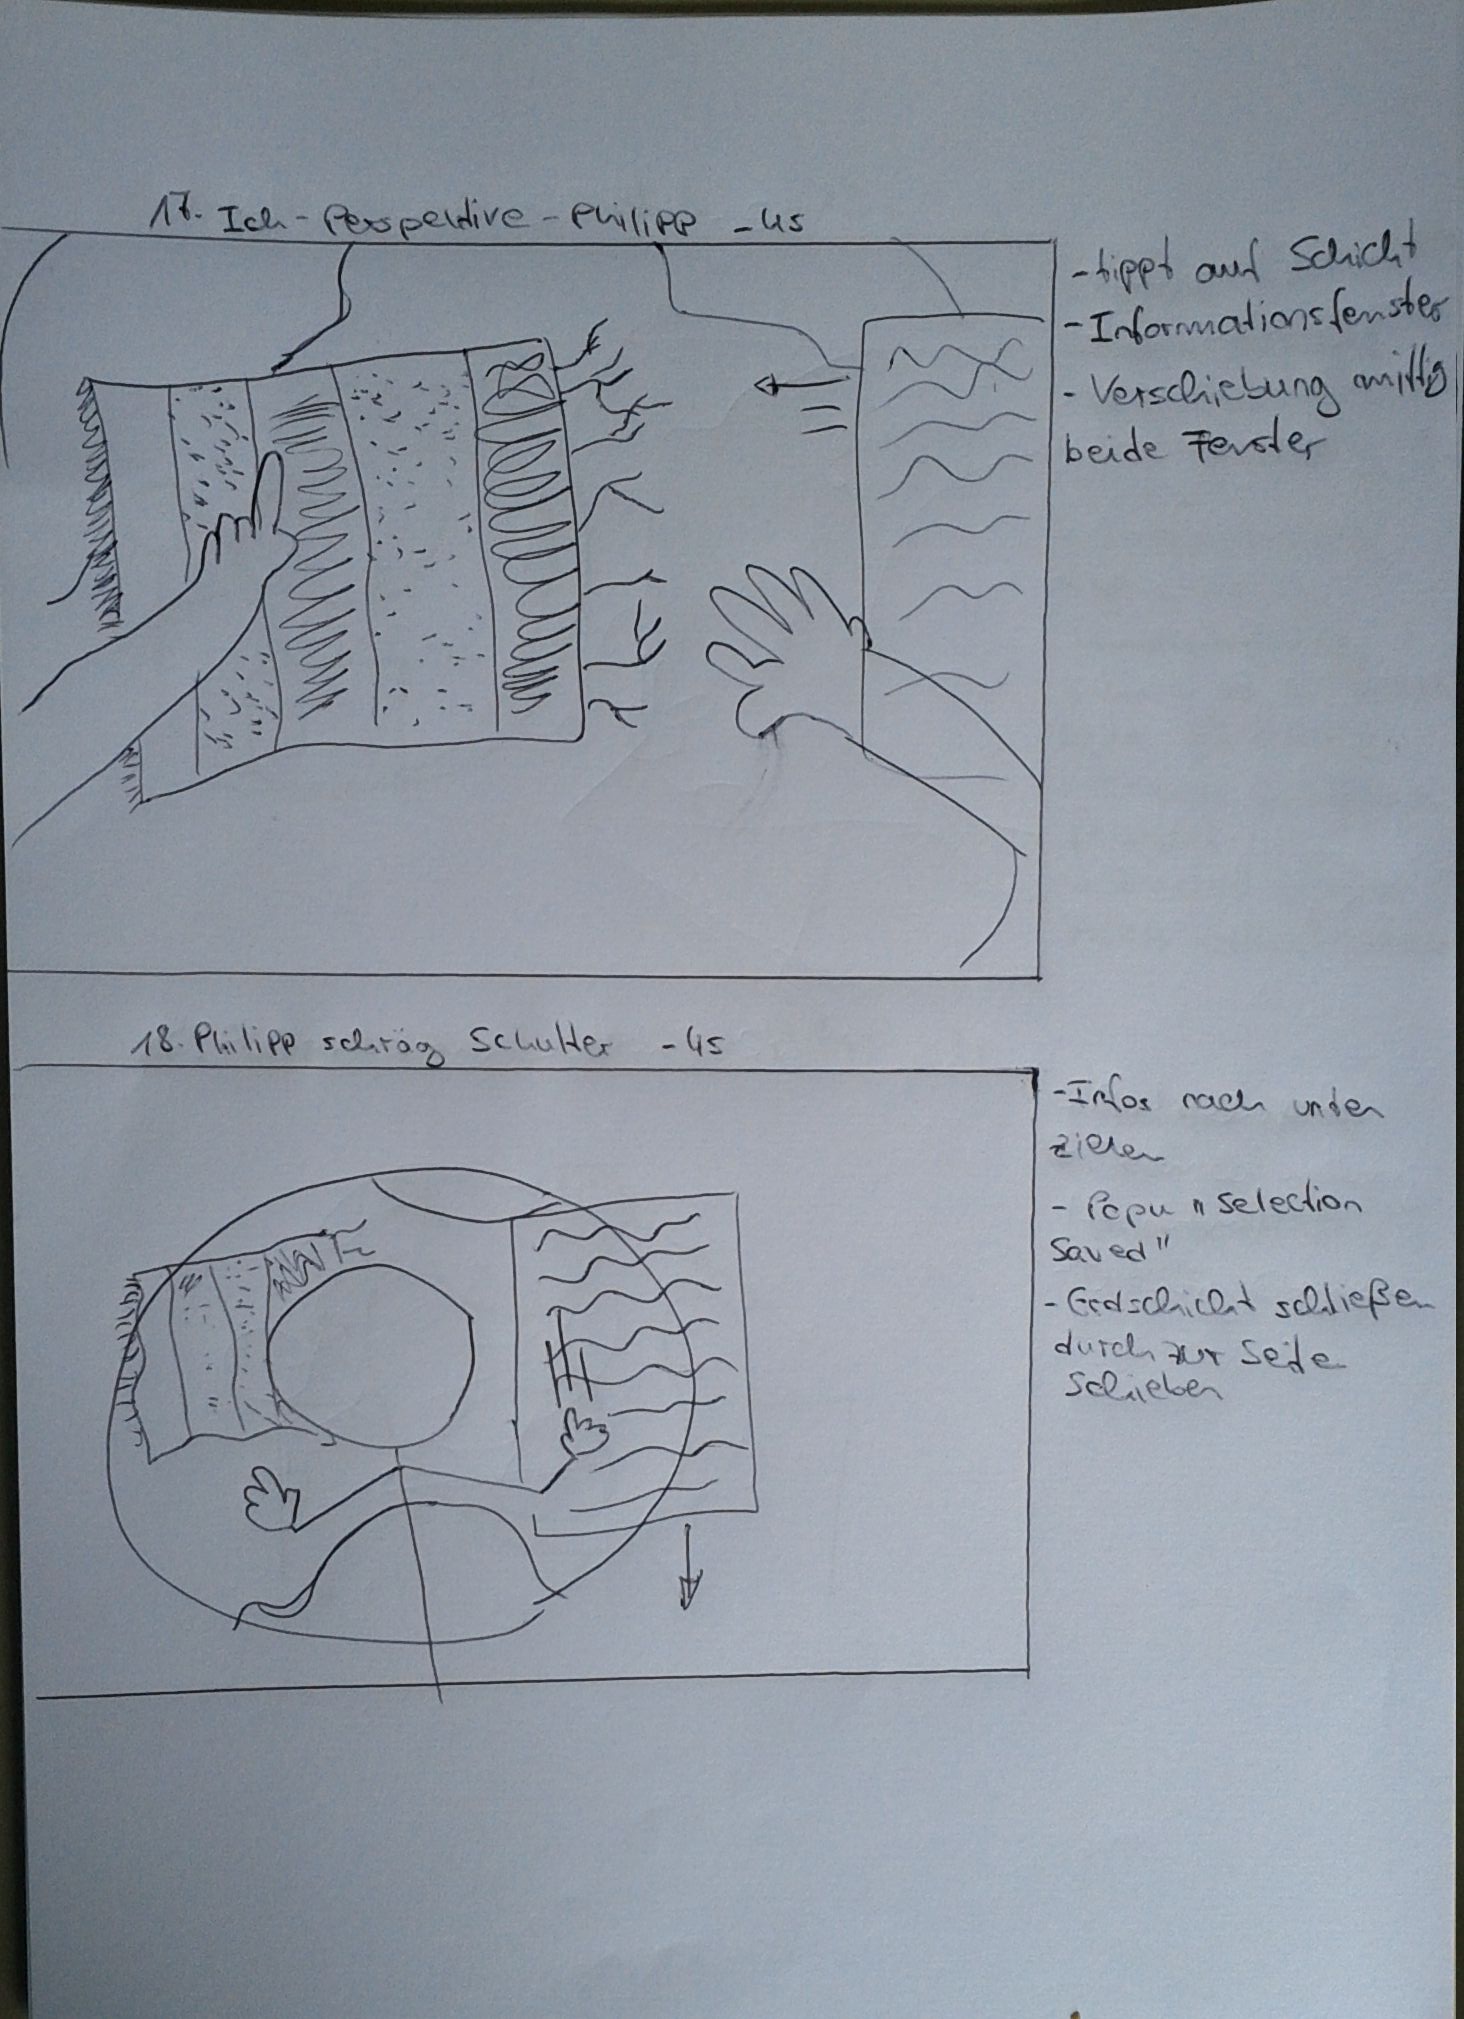 17. Ich-Perspektive-Philipp -4s
-tippt auf Schicht
-Informationsfenster
- Verschiebung mittig
beide Fenster
18. Philipp schräg Schulter -4s
-Infos nach unten
ziehen
- Popu "Selection
Saved"
- Erdschicht schließen
durch zur Seite
schieben